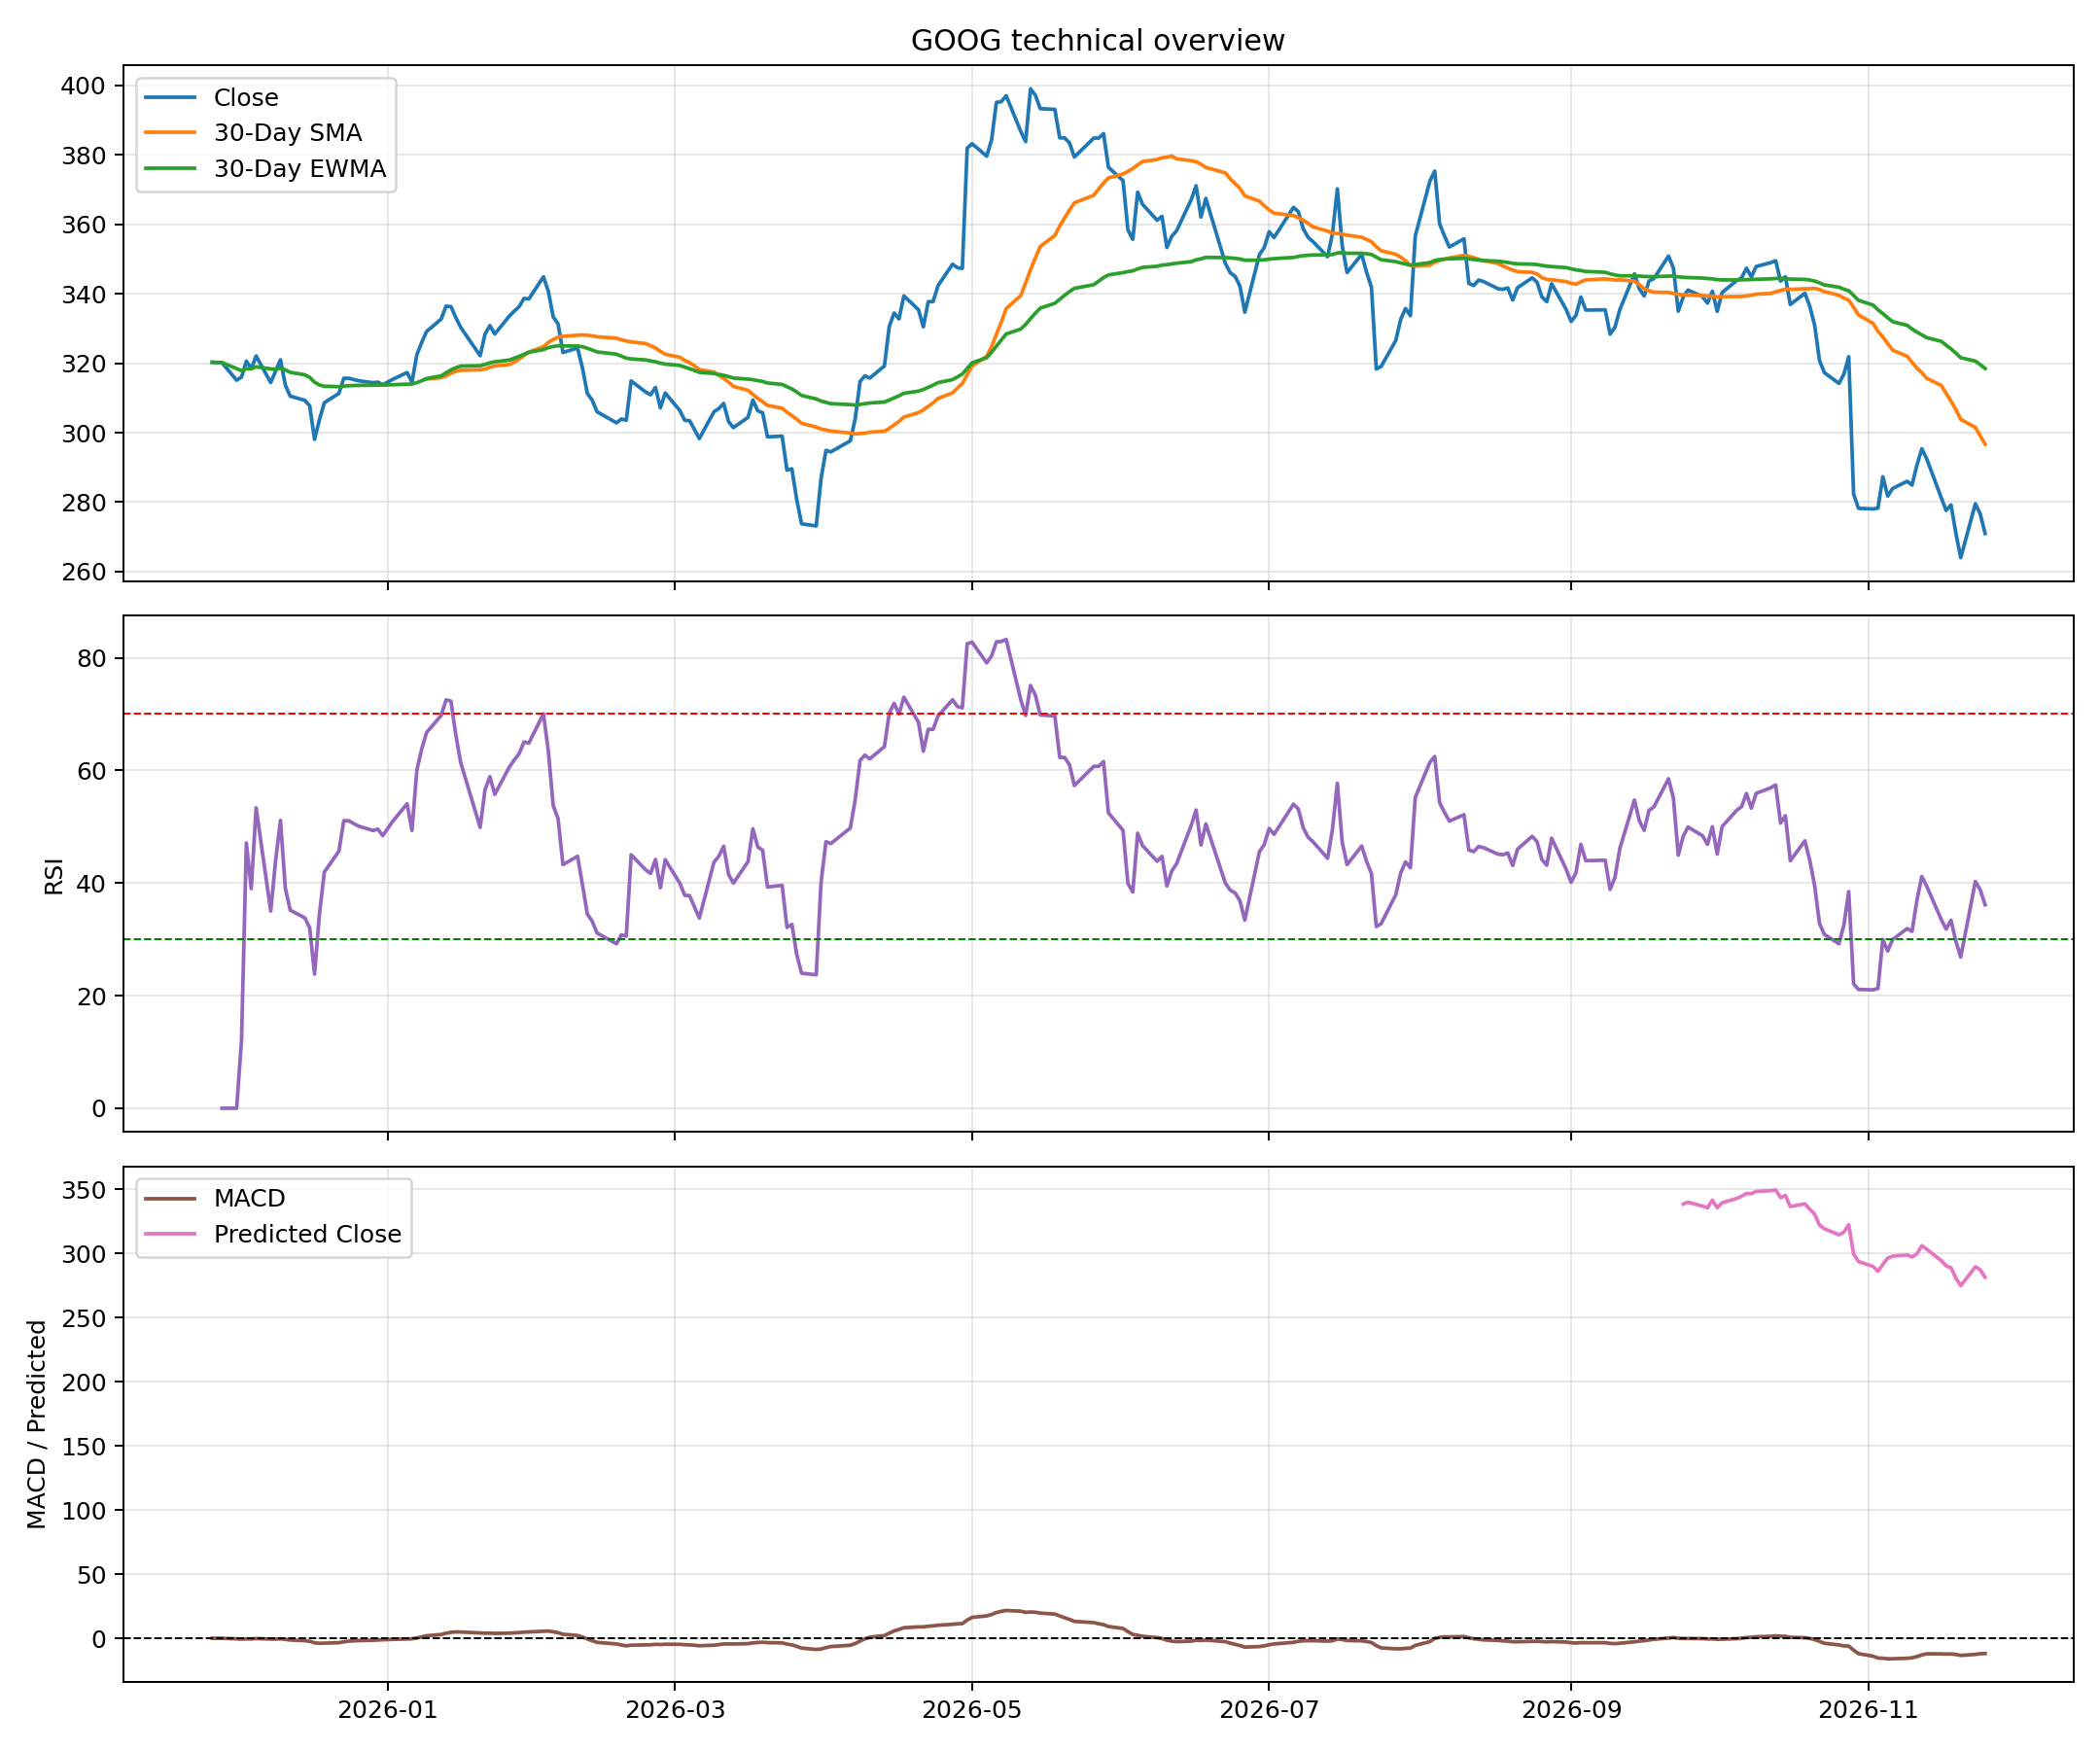 GOOG technical overview
Close
30-Day SMA
30-Day EWMA
400
380
360
340
320
300
280
260
RSI
80
60
40
20
0
MACD / Predicted
MACD
Predicted Close
350
300
250
200
150
100
50
0
2026-01 2026-03 2026-05 2026-07 2026-09 2026-11